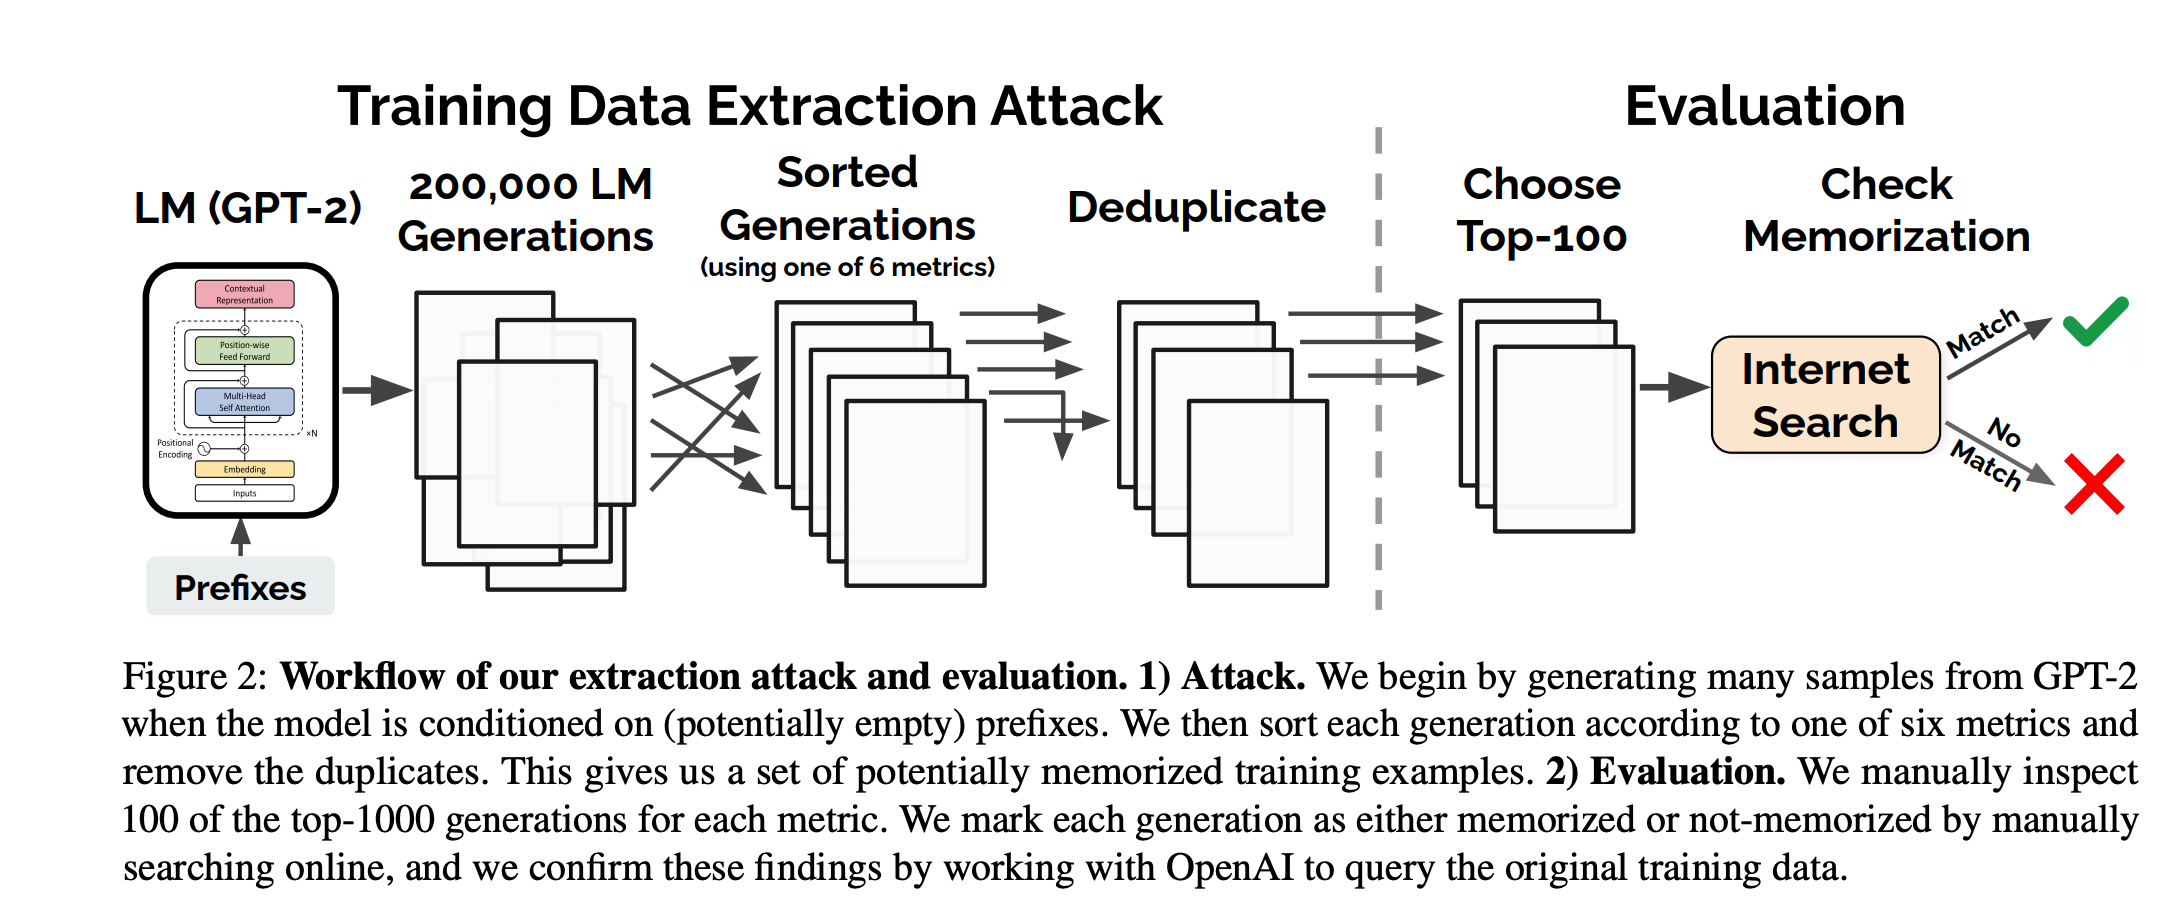 Training Data Extraction Attack
Evaluation
LM (GPT-2)
200,000 LM
Generations
Sorted
Generations
(using one of 6 metrics)
Deduplicate
Choose
Top-100
Check
Memorization
Contextual
Representation
Position-wise
Feed Forward
Multi-Head
Self Attention
×N
Positional
Encoding
Embedding
Inputs
Prefixes
Internet
Search
Match
No
Match
Figure 2: Workflow of our extraction attack and evaluation. 1) Attack. We begin by generating many samples from GPT-2
when the model is conditioned on (potentially empty) prefixes. We then sort each generation according to one of six metrics and
remove the duplicates. This gives us a set of potentially memorized training examples. 2) Evaluation. We manually inspect
100 of the top-1000 generations for each metric. We mark each generation as either memorized or not-memorized by manually
searching online, and we confirm these findings by working with OpenAI to query the original training data.